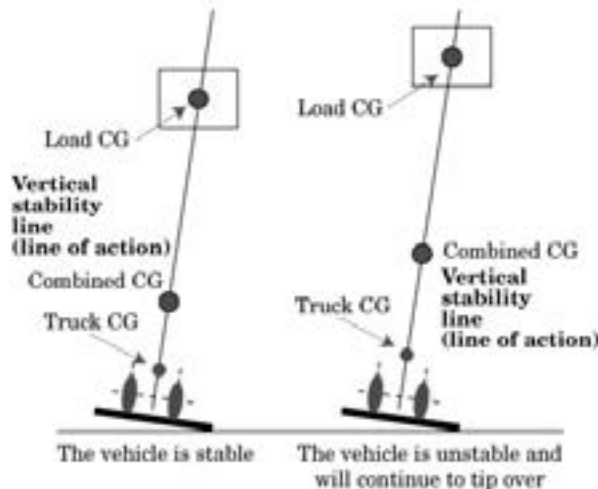 Load CG
Vertical
stability
line
(line of action)
Combined CG
Truck CG
The vehicle is stable
Load CG
Combined CG
Vertical
stability
line
(line of action)
Truck CG
The vehicle is unstable and
will continue to tip over